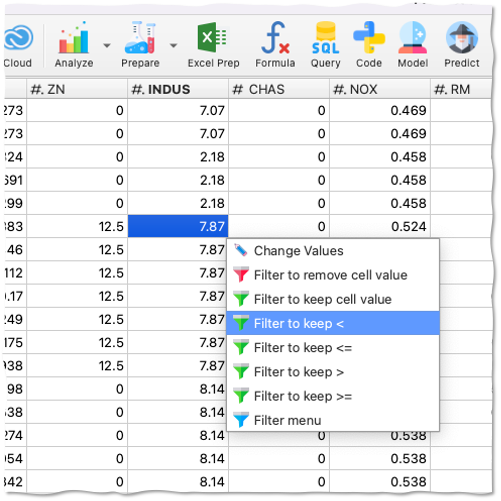 SQL
Cloud Analyze Prepare Excel Prep Formula Query Code Model Predict
#. ZN #. INDUS #. CHAS #. NOX #. RM
273 0 7.07 0 0.469
273 0 7.07 0 0.469
324 0 2.18 0 0.458
691 0 2.18 0 0.458
299 0 2.18 0 0.458
883 12.5 7.87 0 0.524
46 12.5 7.87
112 12.5 7.87
0.17 12.5 7.87
249 12.5 7.87
175 12.5 7.87
938 12.5 7.87
98 0 8.14
638 0 8.14
274 0 8.14 0 0.538
054 0 8.14 0 0.538
842 0 8.14 0 0.538
Change Values
Filter to remove cell value
Filter to keep cell value
Filter to keep <
Filter to keep <=
Filter to keep >
Filter to keep >=
Filter menu